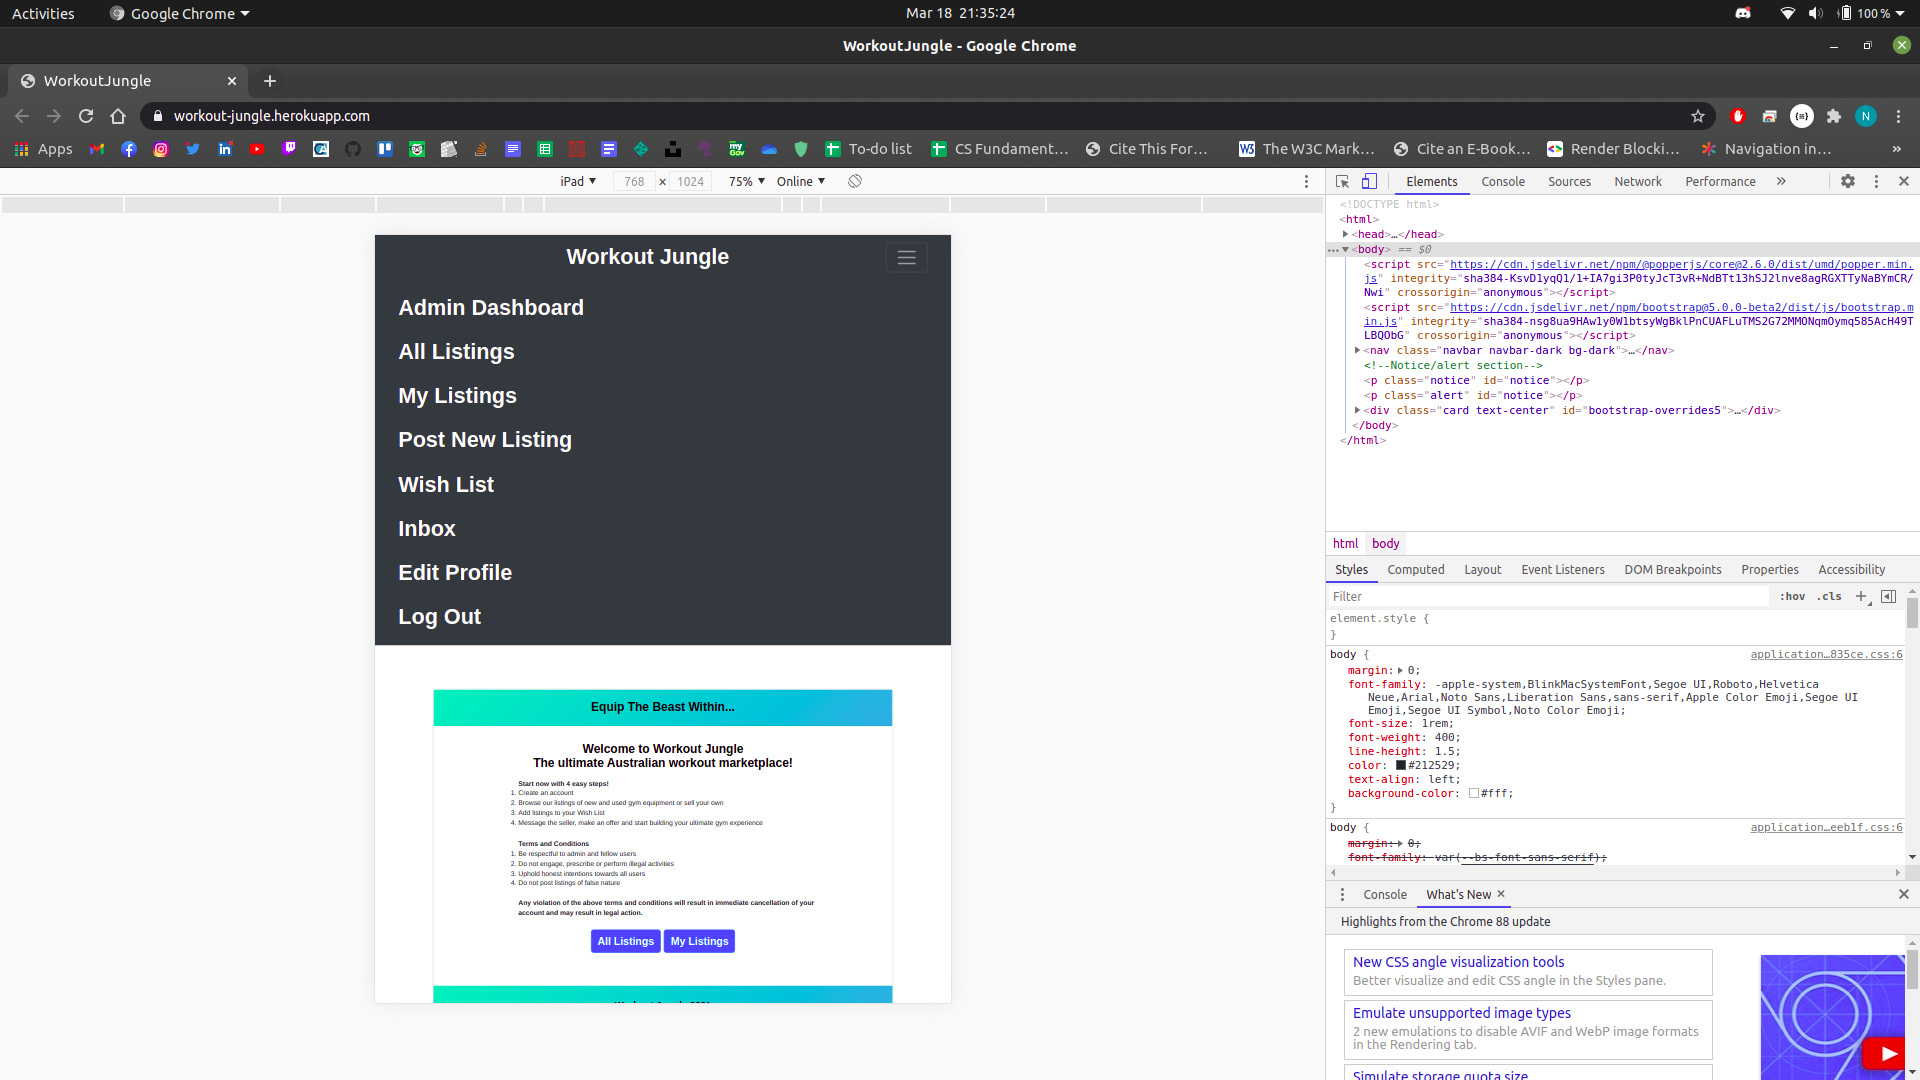 Activities Google Chrome Mar 18 21:35:24 100 %
WorkoutJungle - Google Chrome
WorkoutJungle
workout-jungle.herokuapp.com N
Apps To-do list CS Fundament... Cite This For... The W3C Mark... Cite an E-Book... Render Blocki... Navigation in... »
iPad 768 × 1024 75% Online
Elements Console Sources Network Performance »
Workout Jungle
Admin Dashboard
All Listings
My Listings
Post New Listing
Wish List
Inbox
Edit Profile
Log Out
Equip The Beast Within...
Welcome to Workout Jungle
The ultimate Australian workout marketplace!
Start now with 4 easy steps!
1. Create an account
2. Browse our listings of new and used gym equipment or sell your own
3. Add listings to your Wish List
4. Message the seller, make an offer and start building your ultimate gym experience
Terms and Conditions
1. Be respectful to admin and fellow users
2. Do not engage, prescribe or perform illegal activities
3. Uphold honest intentions towards all users
4. Do not post listings of false nature
Any violation of the above terms and conditions will result in immediate cancellation of your
account and may result in legal action.
All Listings My Listings
<!DOCTYPE html>
<html>
<head>…</head>
<body> == $0
<script src="https://cdn.jsdelivr.net/npm/@popperjs/core@2.6.0/dist/umd/popper.min.
js" integrity="sha384-KsvD1yqQ1/1+IA7gi3P0tyJcT3vR+NdBTt13hSJ2lnve8agRGXTTyNaBYmCR/
Nwi" crossorigin="anonymous"></script>
<script src="https://cdn.jsdelivr.net/npm/bootstrap@5.0.0-beta2/dist/js/bootstrap.m
in.js" integrity="sha384-nsg8ua9HAw1y0W1btsyWgBklPnCUAFLuTMS2G72MMONqmOymq585AcH49T
LBQObG" crossorigin="anonymous"></script>
<nav class="navbar navbar-dark bg-dark">…</nav>
<!--Notice/alert section-->
<p class="notice" id="notice"></p>
<p class="alert" id="notice"></p>
<div class="card text-center" id="bootstrap-overrides5">…</div>
</body>
</html>
html body
Styles Computed Layout Event Listeners DOM Breakpoints Properties Accessibility
Filter :hov .cls +
element.style {
}
body { application…835ce.css:6
margin: 0;
font-family: -apple-system,BlinkMacSystemFont,Segoe UI,Roboto,Helvetica
Neue,Arial,Noto Sans,Liberation Sans,sans-serif,Apple Color Emoji,Segoe UI
Emoji,Segoe UI Symbol,Noto Color Emoji;
font-size: 1rem;
font-weight: 400;
line-height: 1.5;
color: #212529;
text-align: left;
background-color: #fff;
}
body { application…eeb1f.css:6
margin: 0;
font-family: var(--bs-font-sans-serif);
Console What's New
Highlights from the Chrome 88 update
New CSS angle visualization tools
Better visualize and edit CSS angle in the Styles pane.
Emulate unsupported image types
2 new emulations to disable AVIF and WebP image formats
in the Rendering tab.
Simulate storage quota size